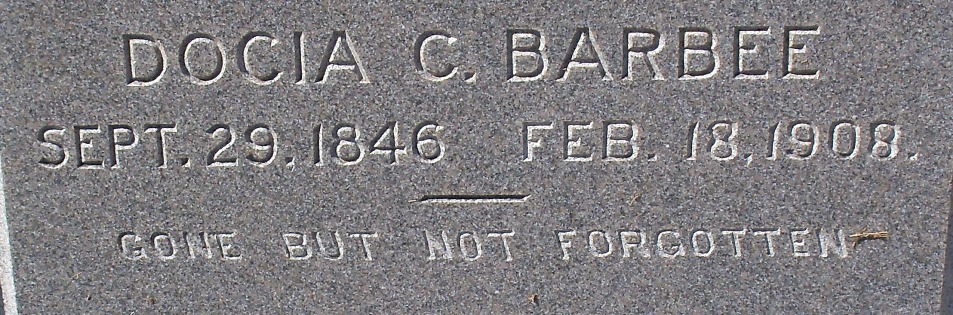 DOCIA C. BARBEE
SEPT. 29, 1846 FEB. 18, 1908.
GONE BUT NOT FORGOTTEN